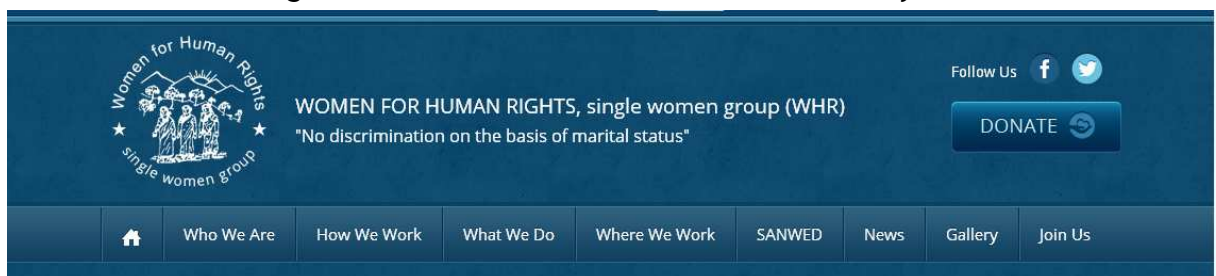 Women for Human Rights
single women group
WOMEN FOR HUMAN RIGHTS, single women group (WHR)
"No discrimination on the basis of marital status"
Follow Us
DONATE
Who We Are
How We Work
What We Do
Where We Work
SANWED
News
Gallery
Join Us